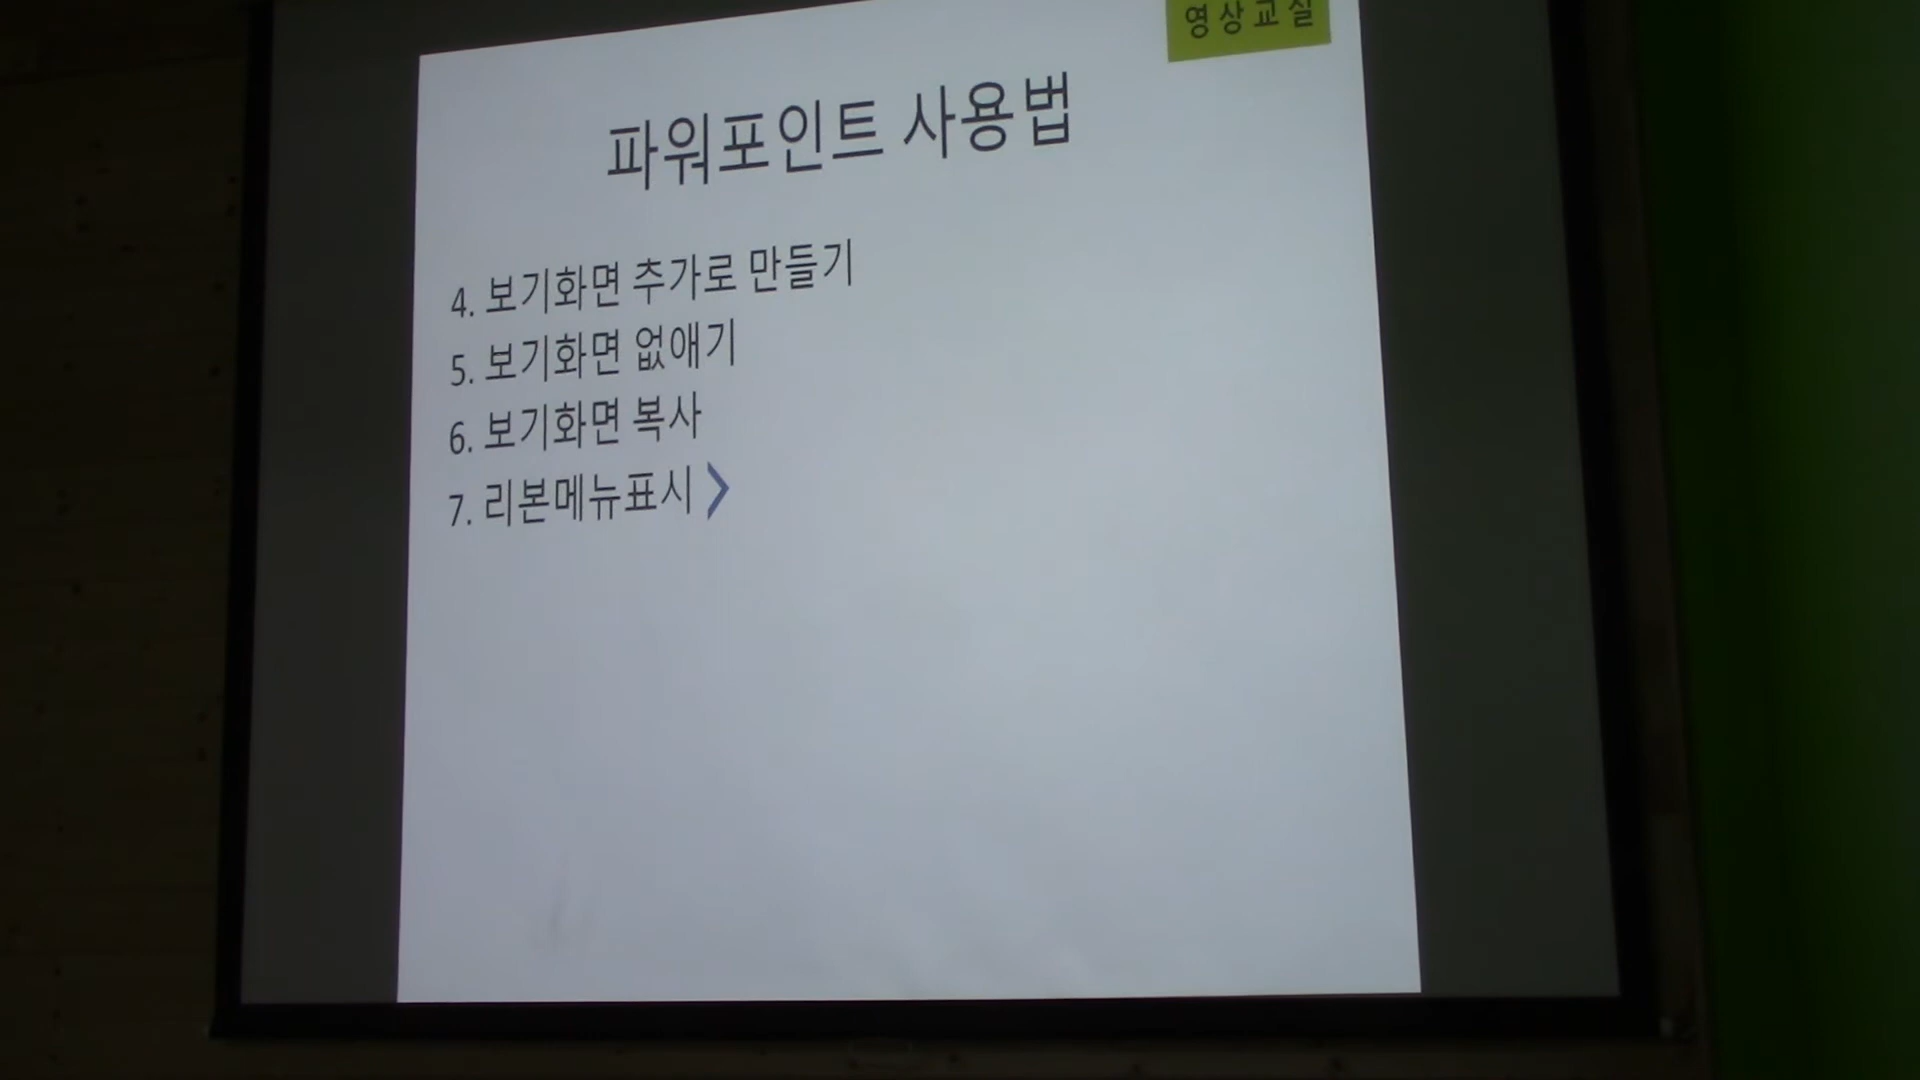 영상교실
파워포인트 사용법
4. 보기화면 추가로 만들기
5. 보기화면 없애기
6. 보기화면 복사
7. 리본메뉴표시 >